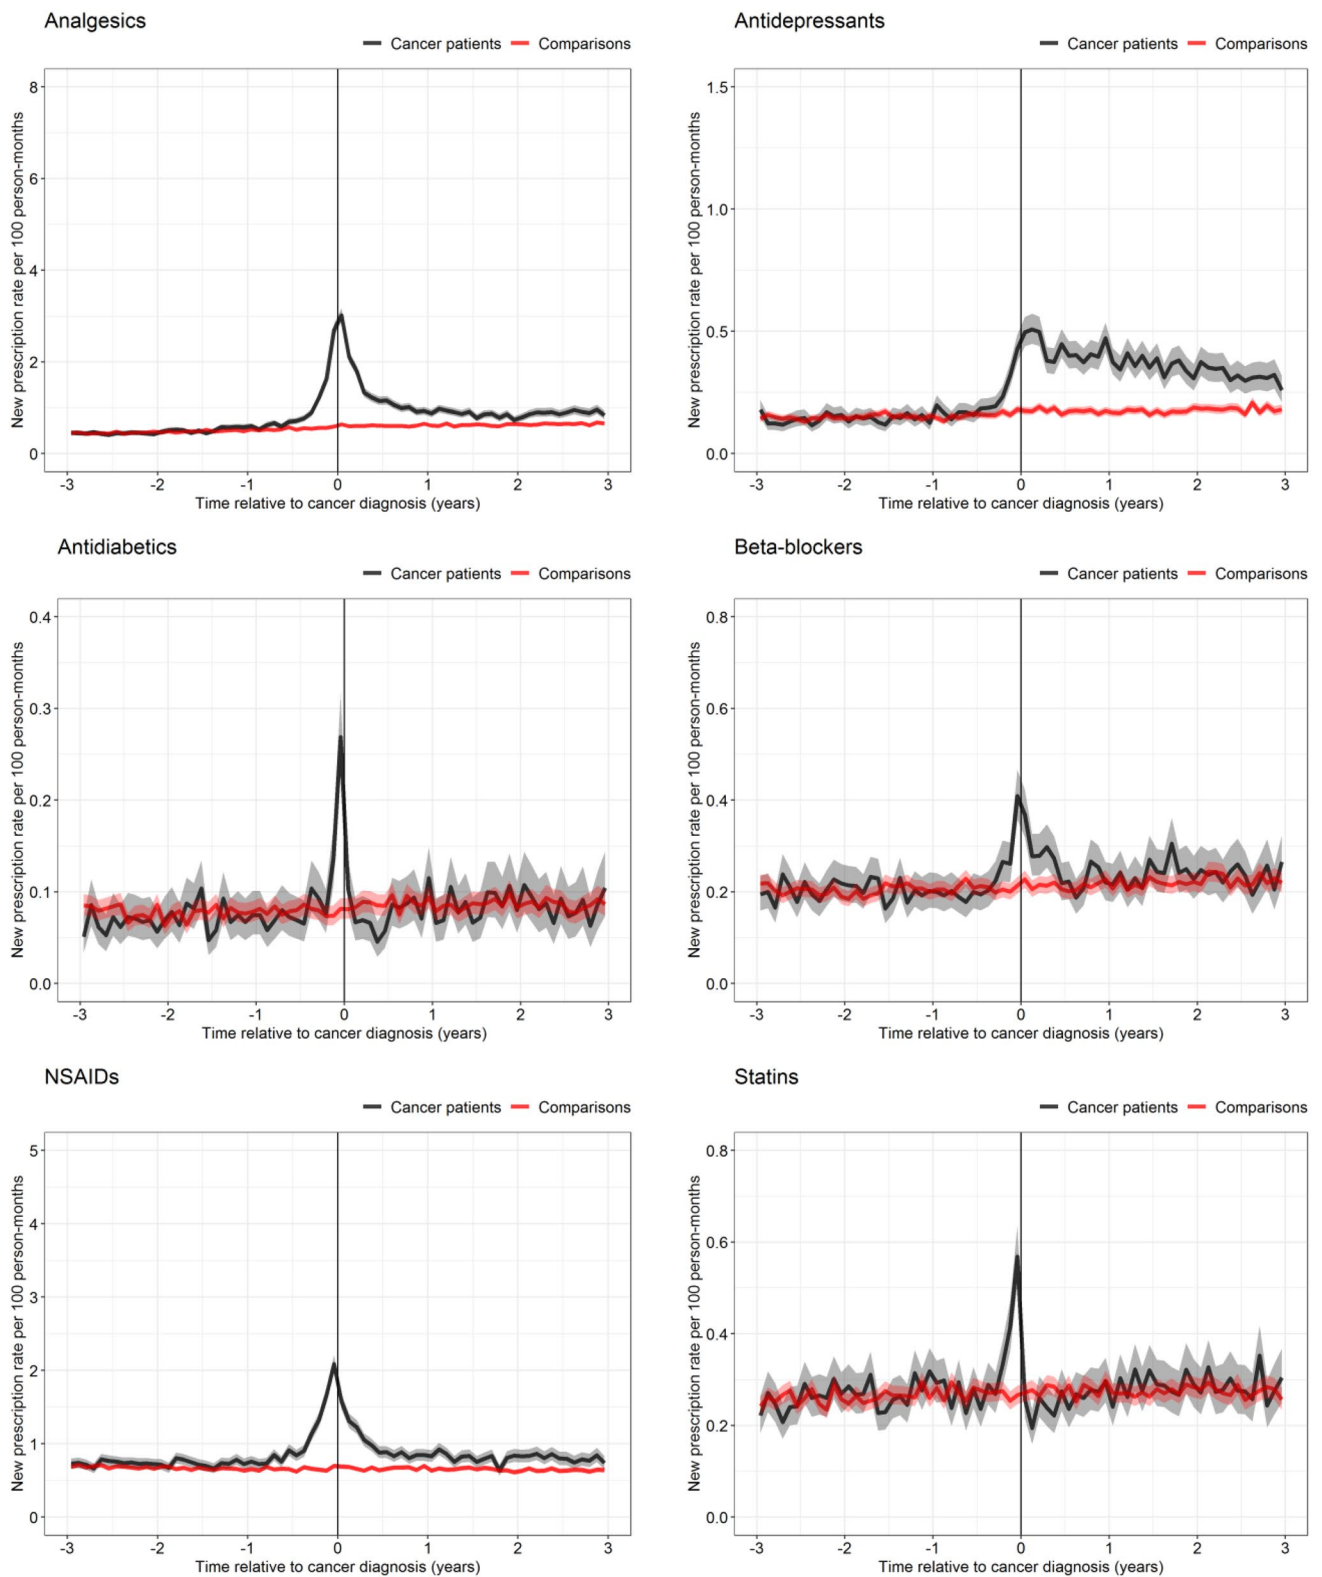 Analgesics
Cancer patients Comparisons
New prescription rate per 100 person-months
8
6
4
2
0
-3 -2 -1 0 1 2 3
Time relative to cancer diagnosis (years)
Antidepressants
Cancer patients Comparisons
New prescription rate per 100 person-months
1.5
1.0
0.5
0.0
-3 -2 -1 0 1 2 3
Time relative to cancer diagnosis (years)
Antidiabetics
Cancer patients Comparisons
New prescription rate per 100 person-months
0.4
0.3
0.2
0.1
0.0
-3 -2 -1 0 1 2 3
Time relative to cancer diagnosis (years)
Beta-blockers
Cancer patients Comparisons
New prescription rate per 100 person-months
0.8
0.6
0.4
0.2
0.0
-3 -2 -1 0 1 2 3
Time relative to cancer diagnosis (years)
NSAIDs
Cancer patients Comparisons
New prescription rate per 100 person-months
5
4
3
2
1
0
-3 -2 -1 0 1 2 3
Time relative to cancer diagnosis (years)
Statins
Cancer patients Comparisons
New prescription rate per 100 person-months
0.8
0.6
0.4
0.2
0.0
-3 -2 -1 0 1 2 3
Time relative to cancer diagnosis (years)